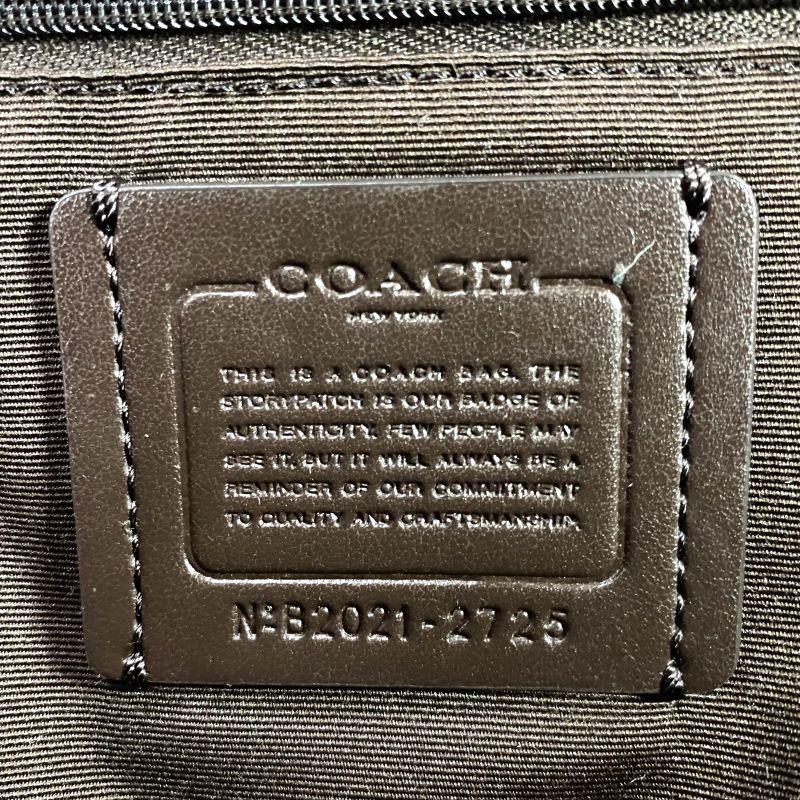 COACH
NEW YORK
THIS IS A COACH BAG. THE
STORYPATCH IS OUR BADGE OF
AUTHENTICITY. FEW PEOPLE MAY
SEE IT, BUT IT WILL ALWAYS BE A
REMINDER OF OUR COMMITMENT
TO QUALITY AND CRAFTSMANSHIP.
Nº B2021-2725